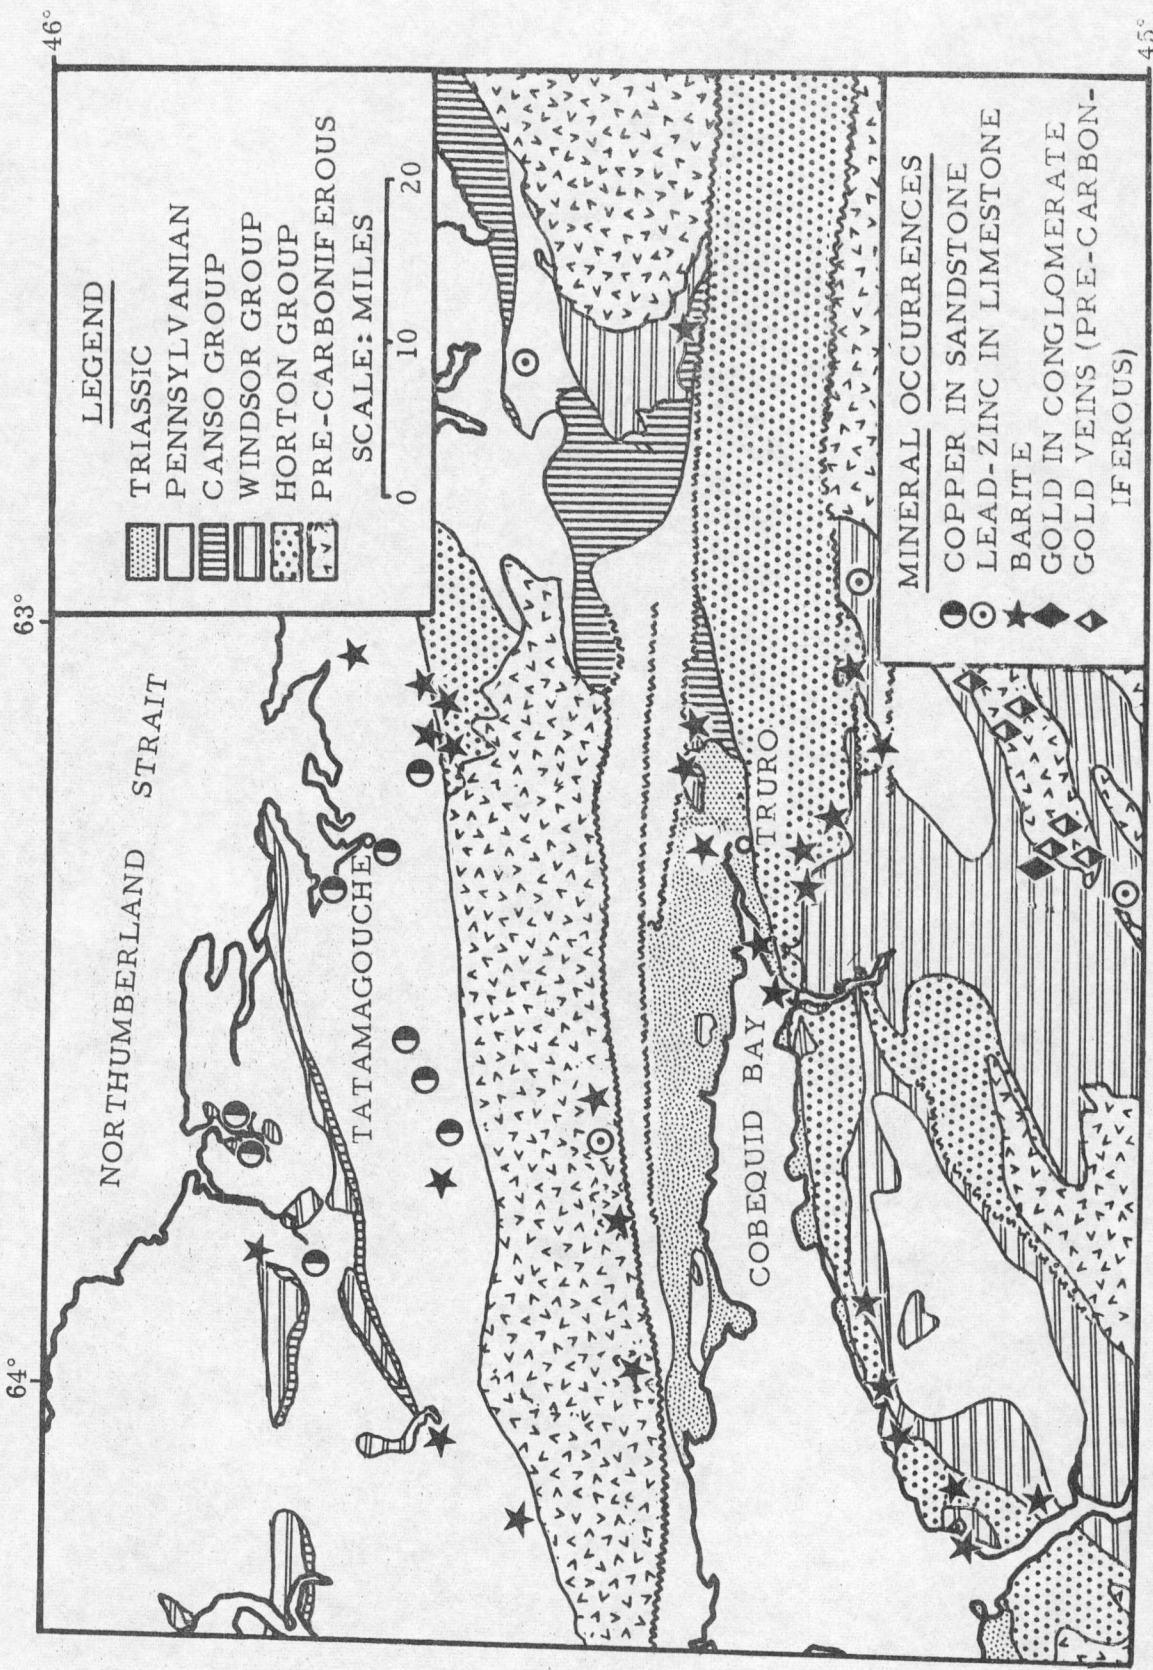 64°
63°
46°
NORTHUMBERLAND STRAIT
TATAMAGOUCHE
COBEQUID BAY
TRURO
LEGEND
TRIASSIC
PENNSYLVANIAN
CANSO GROUP
WINDSOR GROUP
HORTON GROUP
PRE-CARBONIFEROUS
SCALE: MILES
0 10 20
MINERAL OCCURRENCES
COPPER IN SANDSTONE
LEAD-ZINC IN LIMESTONE
BARITE
GOLD IN CONGLOMERATE
GOLD VEINS (PRE-CARBON-
IFEROUS)
45°